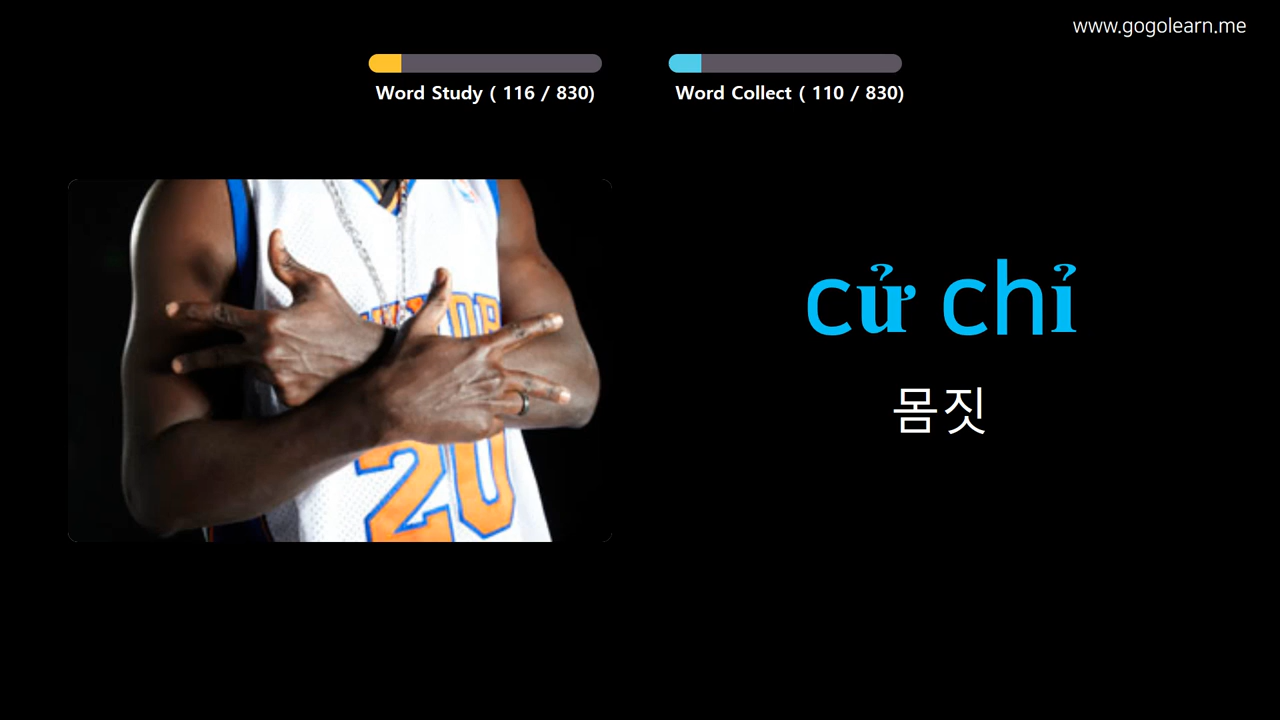 www.gogolearn.me
Word Study ( 116 / 830)
Word Collect ( 110 / 830)
cử chỉ
몸짓
20